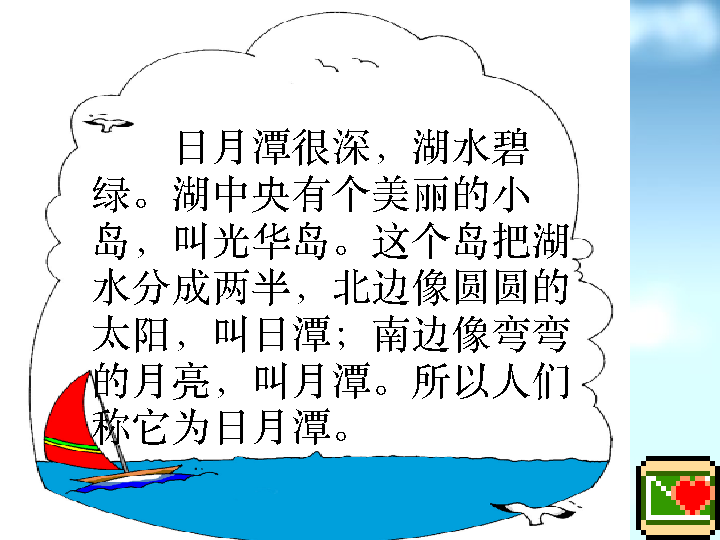 日月潭很深，湖水碧
绿。湖中央有个美丽的小
岛，叫光华岛。这个岛把湖
水分成两半，北边像圆圆的
太阳，叫日潭；南边像弯弯
的月亮，叫月潭。所以人们
称它为日月潭。